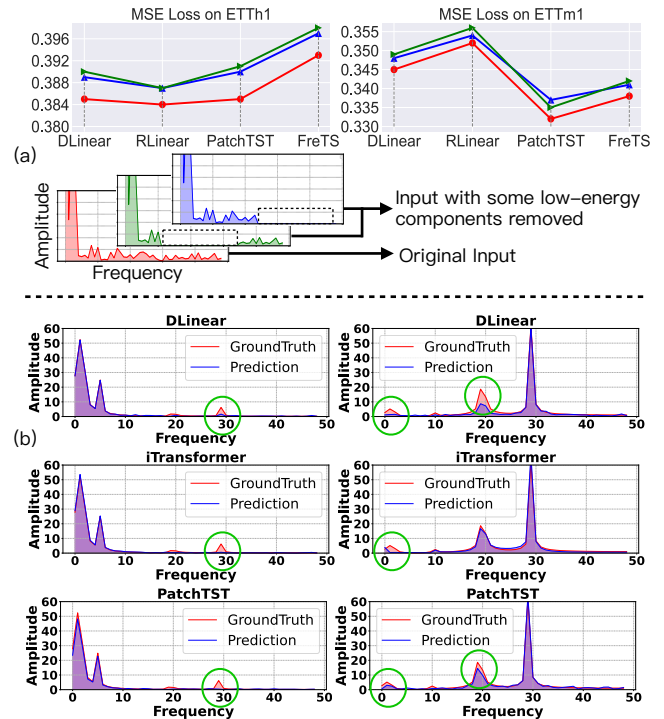 MSE Loss on ETTh1
0.396
0.392
0.388
0.384
0.380
DLinear RLinear PatchTST FreTS
MSE Loss on ETTm1
0.355
0.350
0.345
0.340
0.335
0.330
DLinear RLinear PatchTST FreTS
(a)
Amplitude
Frequency
Input with some low-energy
components removed
Original Input
(b)
DLinear
Amplitude
60
50
40
30
20
10
0
GroundTruth
Prediction
0 10 20 30 40 50
Frequency
DLinear
Amplitude
60
50
40
30
20
10
0
GroundTruth
Prediction
0 10 20 30 40 50
Frequency
iTransformer
Amplitude
60
50
40
30
20
10
0
GroundTruth
Prediction
0 10 20 30 40 50
Frequency
iTransformer
Amplitude
60
50
40
30
20
10
0
GroundTruth
Prediction
0 10 20 30 40 50
Frequency
PatchTST
Amplitude
60
50
40
30
20
10
0
GroundTruth
Prediction
0 10 20 30 40 50
Frequency
PatchTST
Amplitude
60
50
40
30
20
10
0
GroundTruth
Prediction
0 10 20 30 40 50
Frequency